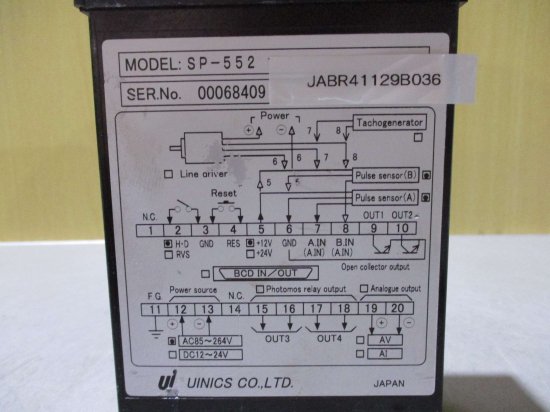 MODEL: SP-552
SER.No. 00068409
JABR41129B036
Power
⊕ ⊖
7 8
Tachogenerator
6 7 8
Line driver
5 6 7 8
Pulse sensor(B)
Reset
Pulse sensor(A)
N.C.
OUT1 OUT2
1 2 3 4 5 6 7 8 9 10
H·D GND RES +12V GND A.IN B.IN
RVS +24V (A.IN) (A.IN)
Open collector output
BCD IN/OUT
Power source
Photomos relay output
Analogue output
F.G. ⊕ ⊖ N.C. ⊕ ⊖
11 12 13 14 15 16 17 18 19 20
AC85~264V
OUT3 OUT4
AV
DC12~24V
AI
Ui UINICS CO.,LTD.
JAPAN